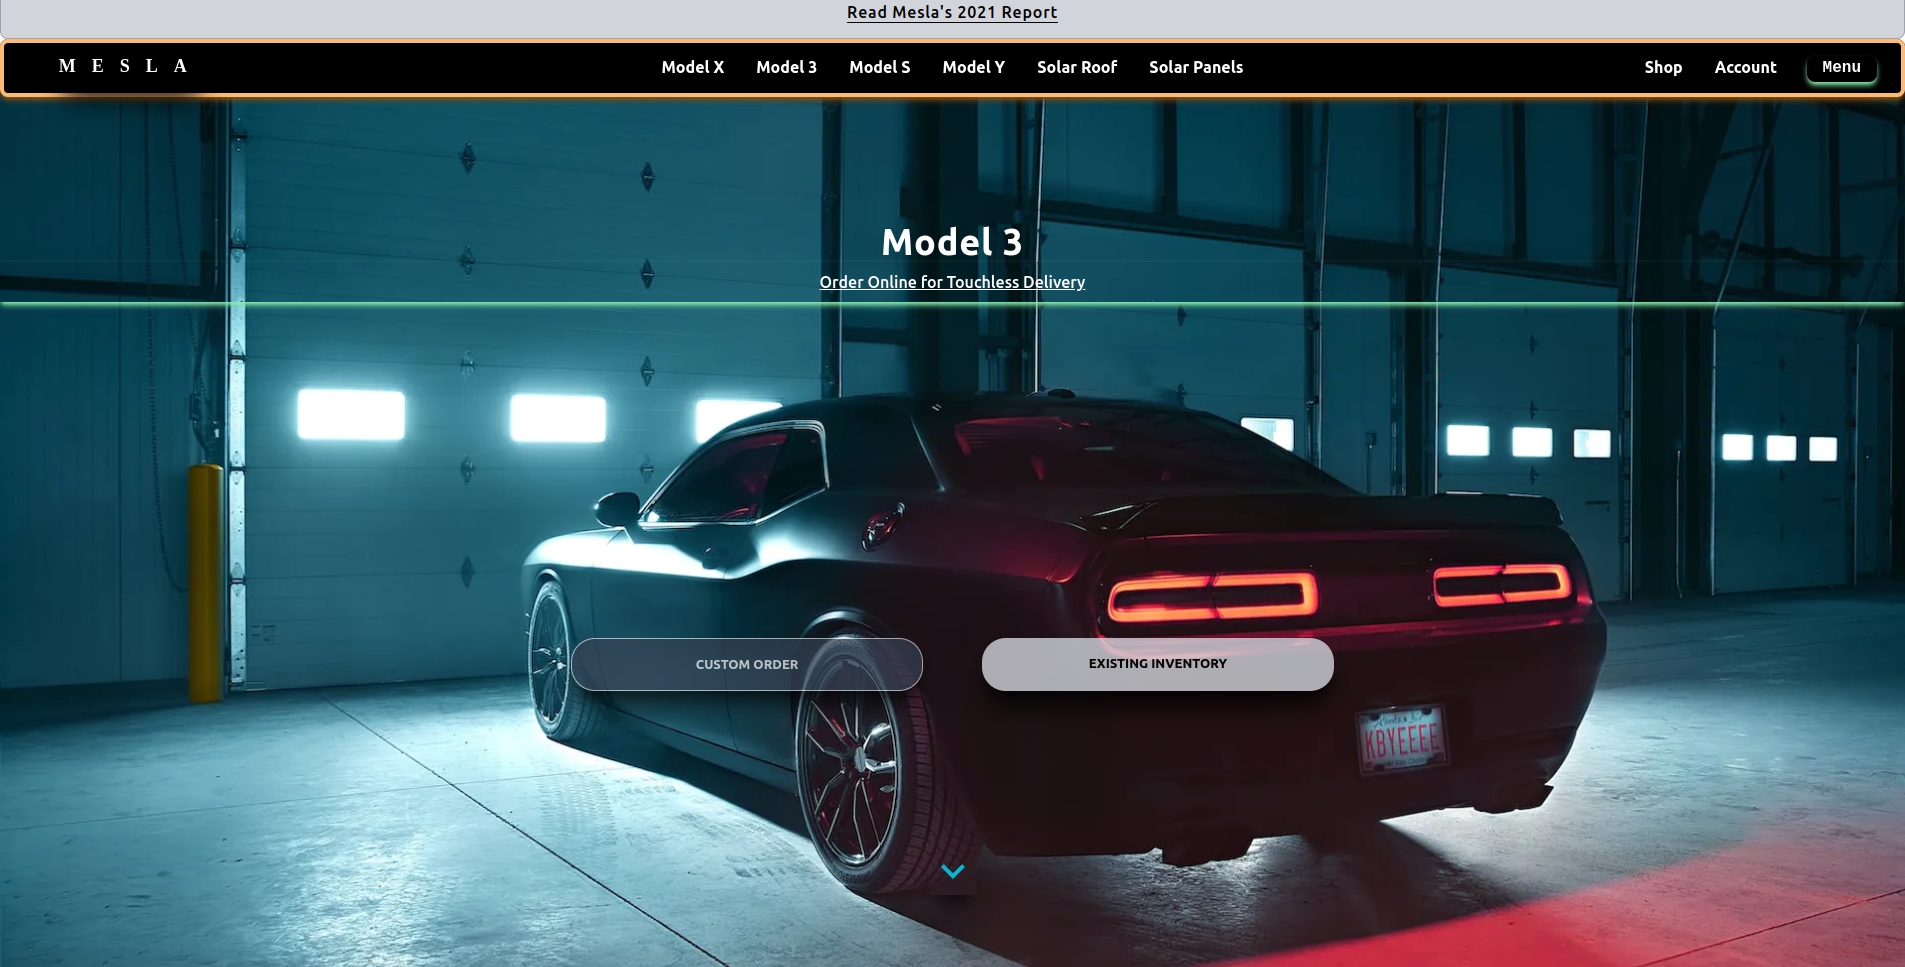 Read Mesla's 2021 Report
M E S L A
Model X Model 3 Model S Model Y Solar Roof Solar Panels
Shop Account Menu
Model 3
Order Online for Touchless Delivery
CUSTOM ORDER
EXISTING INVENTORY
KBYEEEE